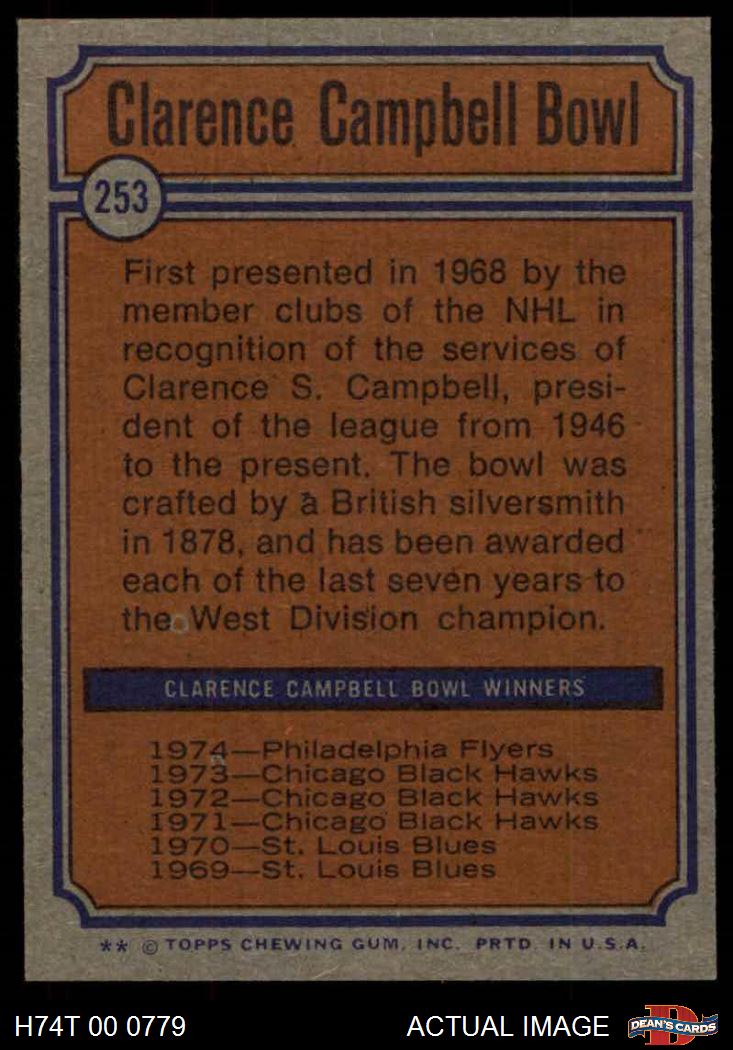 Clarence Campbell Bowl
253
First presented in 1968 by the
member clubs of the NHL in
recognition of the services of
Clarence S. Campbell, presi-
dent of the league from 1946
to the present. The bowl was
crafted by a British silversmith
in 1878, and has been awarded
each of the last seven years to
the West Division champion.
CLARENCE CAMPBELL BOWL WINNERS
1974—Philadelphia Flyers
1973—Chicago Black Hawks
1972—Chicago Black Hawks
1971—Chicago Black Hawks
1970—St. Louis Blues
1969—St. Louis Blues
** © TOPPS CHEWING GUM, INC. PRTD. IN U.S.A.
H74T 00 0779 ACTUAL IMAGE DEAN'S CARDS